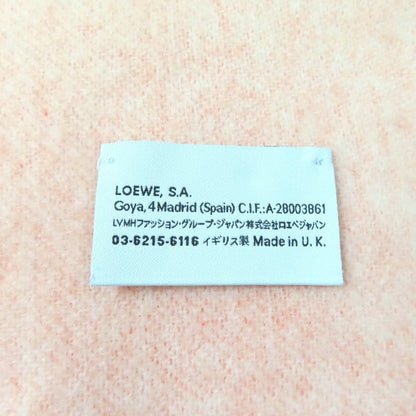 LOEWE, S.A.
Goya, 4 Madrid (Spain) C.I.F.:A-28003861
LVMHファッション・グループ・ジャパン株式会社ロエベジャパン
03-6215-6116 イギリス製 Made in U. K.